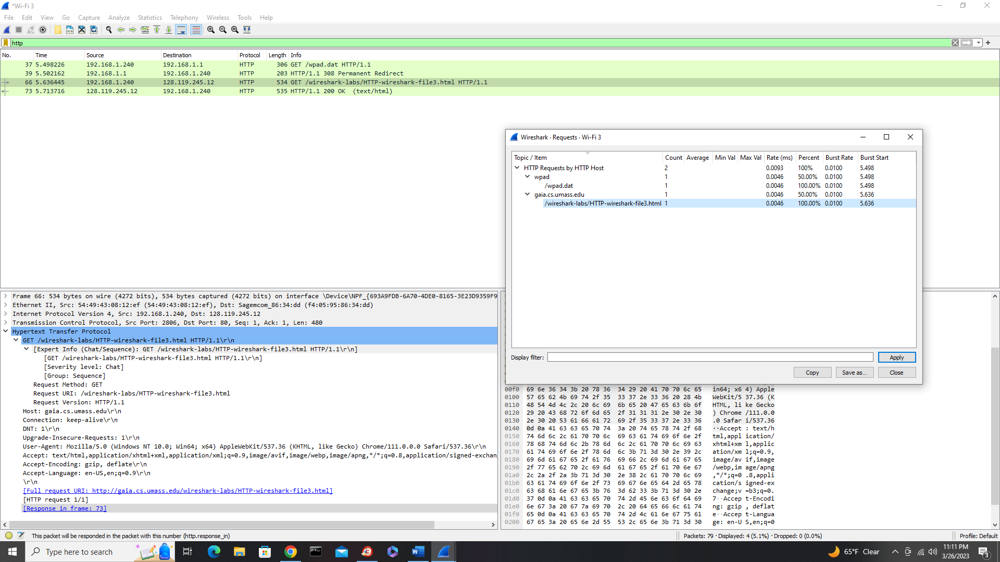 *Wi-Fi 3
File Edit View Go Capture Analyze Statistics Telephony Wireless Tools Help
http
No. Time Source Destination Protocol Length Info
37 5.498226 192.168.1.240 192.168.1.1 HTTP 306 GET /wpad.dat HTTP/1.1
39 5.502162 192.168.1.1 192.168.1.240 HTTP 203 HTTP/1.1 308 Permanent Redirect
66 5.636445 192.168.1.240 128.119.245.12 HTTP 534 GET /wireshark-labs/HTTP-wireshark-file3.html HTTP/1.1
73 5.713716 128.119.245.12 192.168.1.240 HTTP 535 HTTP/1.1 200 OK (text/html)
Wireshark · Requests · Wi-Fi 3
Topic / Item Count Average Min Val Max Val Rate (ms) Percent Burst Rate Burst Start
HTTP Requests by HTTP Host 2 0.0093 100% 0.0100 5.498
wpad 1 0.0046 50.00% 0.0100 5.498
/wpad.dat 1 0.0046 100.00% 0.0100 5.498
gaia.cs.umass.edu 1 0.0046 50.00% 0.0100 5.636
/wireshark-labs/HTTP-wireshark-file3.html 1 0.0046 100.00% 0.0100 5.636
Display filter: Apply
Copy Save as... Close
Frame 66: 534 bytes on wire (4272 bits), 534 bytes captured (4272 bits) on interface \Device\NPF_{693A9FDB-6A70-4DE0-8165-3E23D9359F9
Ethernet II, Src: 54:49:43:08:12:ef (54:49:43:08:12:ef), Dst: Sagemcom_86:34:dd (f4:05:95:86:34:dd)
Internet Protocol Version 4, Src: 192.168.1.240, Dst: 128.119.245.12
Transmission Control Protocol, Src Port: 2806, Dst Port: 80, Seq: 1, Ack: 1, Len: 480
Hypertext Transfer Protocol
GET /wireshark-labs/HTTP-wireshark-file3.html HTTP/1.1\r\n
[Expert Info (Chat/Sequence): GET /wireshark-labs/HTTP-wireshark-file3.html HTTP/1.1\r\n]
[GET /wireshark-labs/HTTP-wireshark-file3.html HTTP/1.1\r\n]
[Severity level: Chat]
[Group: Sequence]
Request Method: GET
Request URI: /wireshark-labs/HTTP-wireshark-file3.html
Request Version: HTTP/1.1
Host: gaia.cs.umass.edu\r\n
Connection: keep-alive\r\n
DNT: 1\r\n
Upgrade-Insecure-Requests: 1\r\n
User-Agent: Mozilla/5.0 (Windows NT 10.0; Win64; x64) AppleWebKit/537.36 (KHTML, like Gecko) Chrome/111.0.0.0 Safari/537.36\r\n
Accept: text/html,application/xhtml+xml,application/xml;q=0.9,image/avif,image/webp,image/apng,*/*;q=0.8,application/signed-exchan
Accept-Encoding: gzip, deflate\r\n
Accept-Language: en-US,en;q=0.9\r\n
\r\n
[Full request URI: http://gaia.cs.umass.edu/wireshark-labs/HTTP-wireshark-file3.html]
[HTTP request 1/1]
[Response in frame: 73]
00f0 69 6e 36 34 3b 20 78 36 34 29 20 41 70 70 6c 65 in64; x6 4) Apple
0100 57 65 62 4b 69 74 2f 35 33 37 2e 33 36 20 28 4b WebKit/5 37.36 (K
0110 48 54 4d 4c 2c 20 6c 69 6b 65 20 47 65 63 6b 6f HTML, li ke Gecko
0120 29 20 43 68 72 6f 6d 65 2f 31 31 31 2e 30 2e 30 ) Chrome /111.0.0
0130 2e 30 20 53 61 66 61 72 69 2f 35 33 37 2e 33 36 .0 Safar i/537.36
0140 0d 0a 41 63 63 65 70 74 3a 20 74 65 78 74 2f 68 ··Accept : text/h
0150 74 6d 6c 2c 61 70 70 6c 69 63 61 74 69 6f 6e 2f tml,appl ication/
0160 78 68 74 6d 6c 2b 78 6d 6c 2c 61 70 70 6c 69 63 xhtml+xm l,applic
0170 61 74 69 6f 6e 2f 78 6d 6c 3b 71 3d 30 2e 39 2c ation/xm l;q=0.9,
0180 69 6d 61 67 65 2f 61 76 69 66 2c 69 6d 61 67 65 image/av if,image
0190 2f 77 65 62 70 2c 69 6d 61 67 65 2f 61 70 6e 67 /webp,im age/apng
01a0 2c 2a 2f 2a 3b 71 3d 30 2e 38 2c 61 70 70 6c 69 ,*/*;q=0 .8,appli
01b0 63 61 74 69 6f 6e 2f 73 69 67 6e 65 64 2d 65 78 cation/s igned-ex
01c0 63 68 61 6e 67 65 3b 76 3d 62 33 3b 71 3d 30 2e change;v =b3;q=0.
01d0 37 0d 0a 41 63 63 65 70 74 2d 45 6e 63 6f 64 69 7··Accep t-Encodi
01e0 6e 67 3a 20 67 7a 69 70 2c 20 64 65 66 6c 61 74 ng: gzip , deflat
01f0 65 0d 0a 41 63 63 65 70 74 2d 4c 61 6e 67 75 61 e··Accep t-Langua
0200 67 65 3a 20 65 6e 2d 55 53 2c 65 6e 3b 71 3d 30 ge: en-U S,en;q=0
This packet will be responded in the packet with this number (http.response_in) Packets: 79 · Displayed: 4 (5.1%) · Dropped: 0 (0.0%) Profile: Default
Type here to search 65°F Clear 11:11 PM
3/26/2023 3